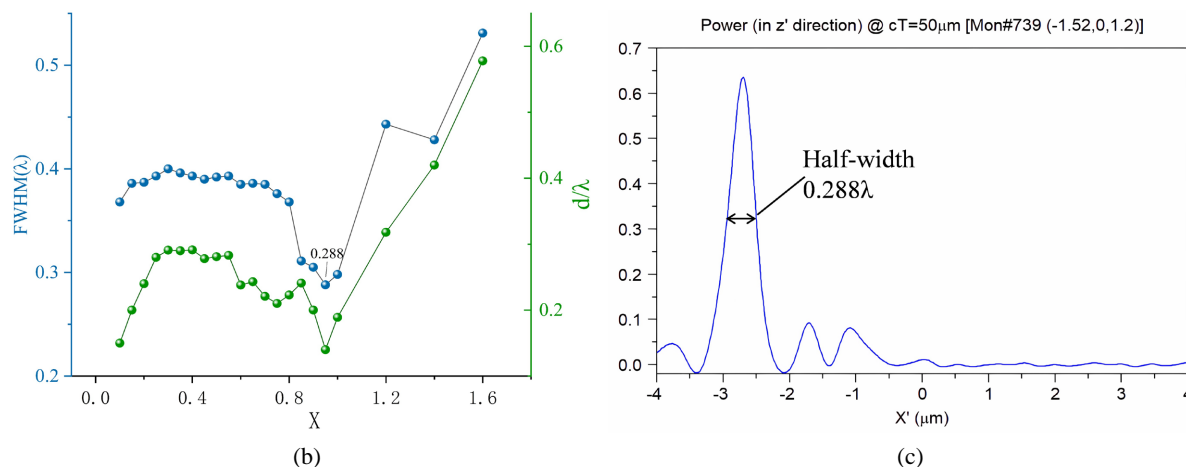 FWHM(λ)
0.5
0.4
0.3
0.2
0.288
0.6
0.4
0.2
d/λ
0.0 0.4 0.8 1.2 1.6
X
(b)
Power (in z' direction) @ cT=50μm [Mon#739 (-1.52,0,1.2)]
0.7
0.6
0.5
0.4
0.3
0.2
0.1
0.0
Half-width
0.288λ
-4 -3 -2 -1 0 1 2 3 4
X' (μm)
(c)